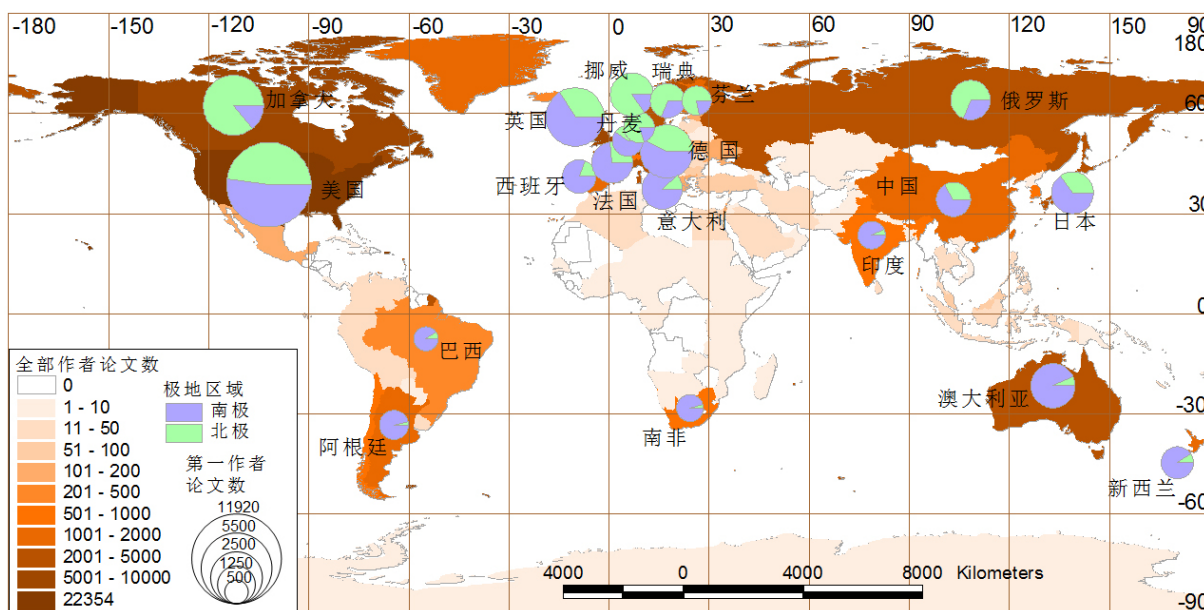 -180 -150 -120 -90 -60 -30 0 30 60 90 120 150 180
60
30
0
-30
-60
-90
挪威 瑞典
芬兰
加拿大
英国
丹麦
俄罗斯
德国
美国
西班牙
法国
意大利
中国
日本
印度
巴西
阿根廷
南非
澳大利亚
新西兰
全部作者论文数
0
1 - 10
11 - 50
51 - 100
101 - 200
201 - 500
501 - 1000
1001 - 2000
2001 - 5000
5001 - 10000
22354
极地区域
南极
北极
第一作者
论文数
11920
5500
2500
1250
500
4000 0 4000 8000 Kilometers